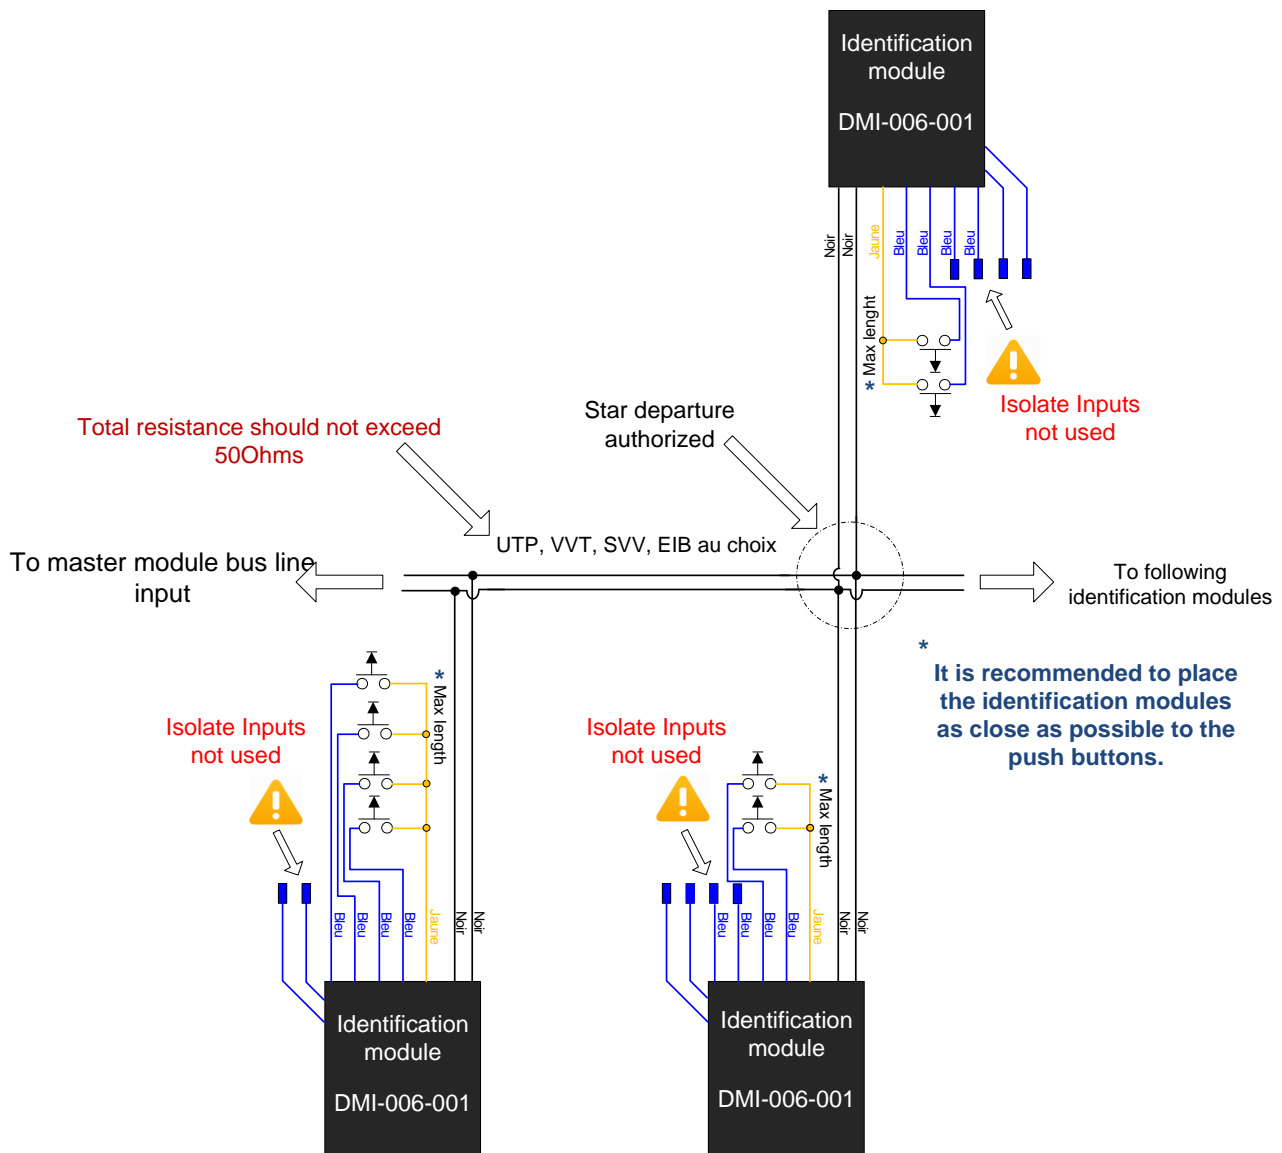 Identification
module
DMI-006-001
Noir
Noir
Jaune
Bleu
Bleu
Bleu
Bleu
* Max lenght
Isolate Inputs
not used
Star departure
authorized
Total resistance should not exceed
50Ohms
UTP, VVT, SVV, EIB au choix
To master module bus line
input
To following
identification modules
*
It is recommended to place
the identification modules
as close as possible to the
push buttons.
Isolate Inputs
not used
* Max length
Bleu
Bleu
Bleu
Bleu
Jaune
Noir
Noir
Identification
module
DMI-006-001
Isolate Inputs
not used
* Max length
Bleu
Bleu
Bleu
Bleu
Jaune
Noir
Noir
Identification
module
DMI-006-001